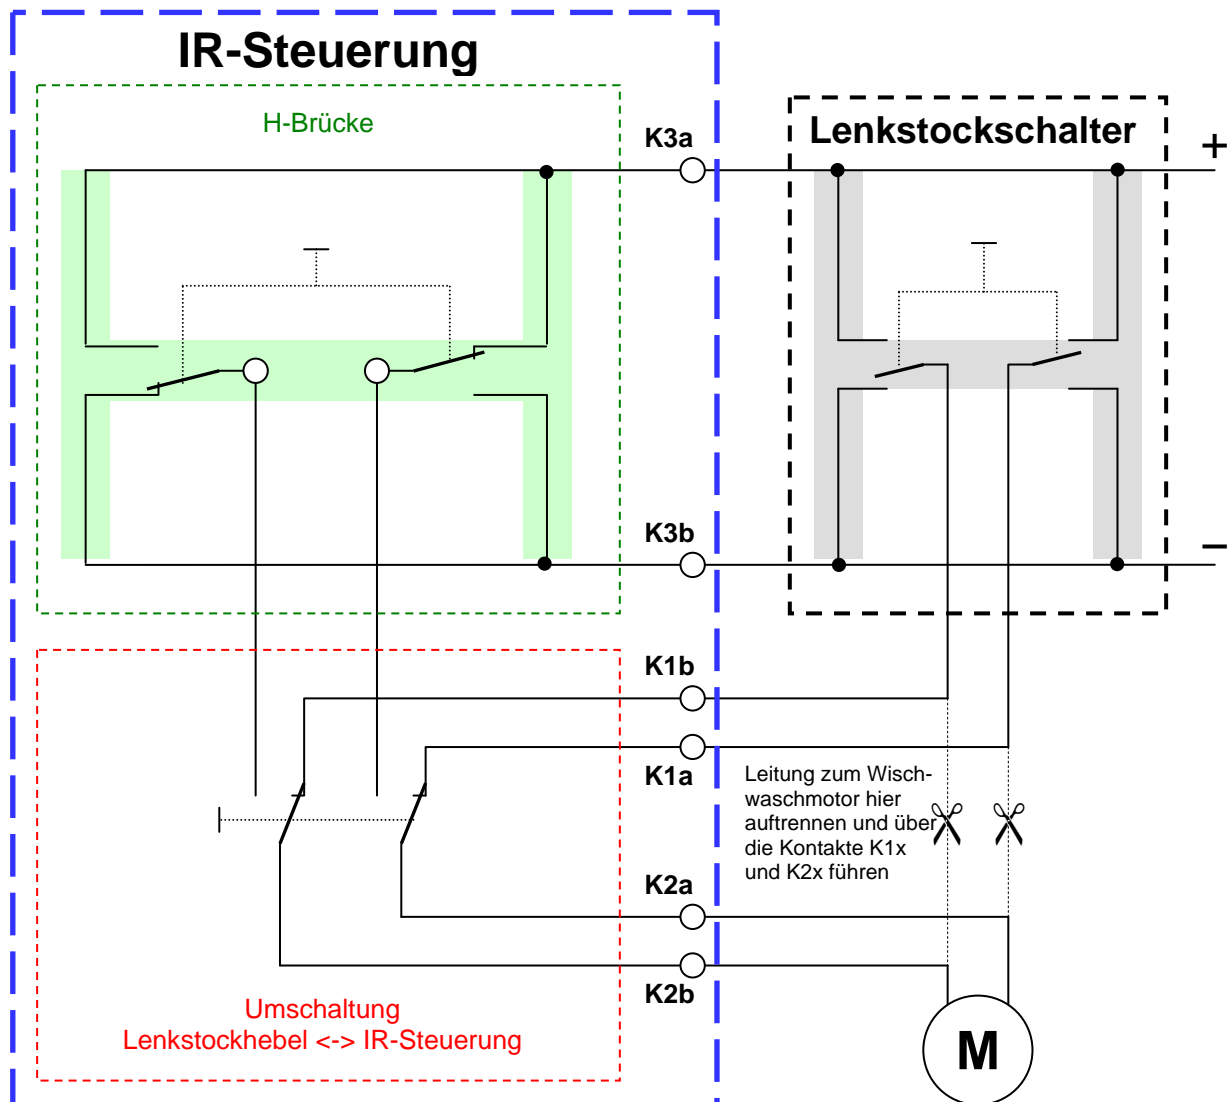 IR-Steuerung
H-Brücke
K3a
Lenkstockschalter
+
K3b
–
K1b
K1a
Leitung zum Wisch-
waschmotor hier
auftrennen und über
die Kontakte K1x
und K2x führen
K2a
K2b
Umschaltung
Lenkstockhebel <-> IR-Steuerung
M